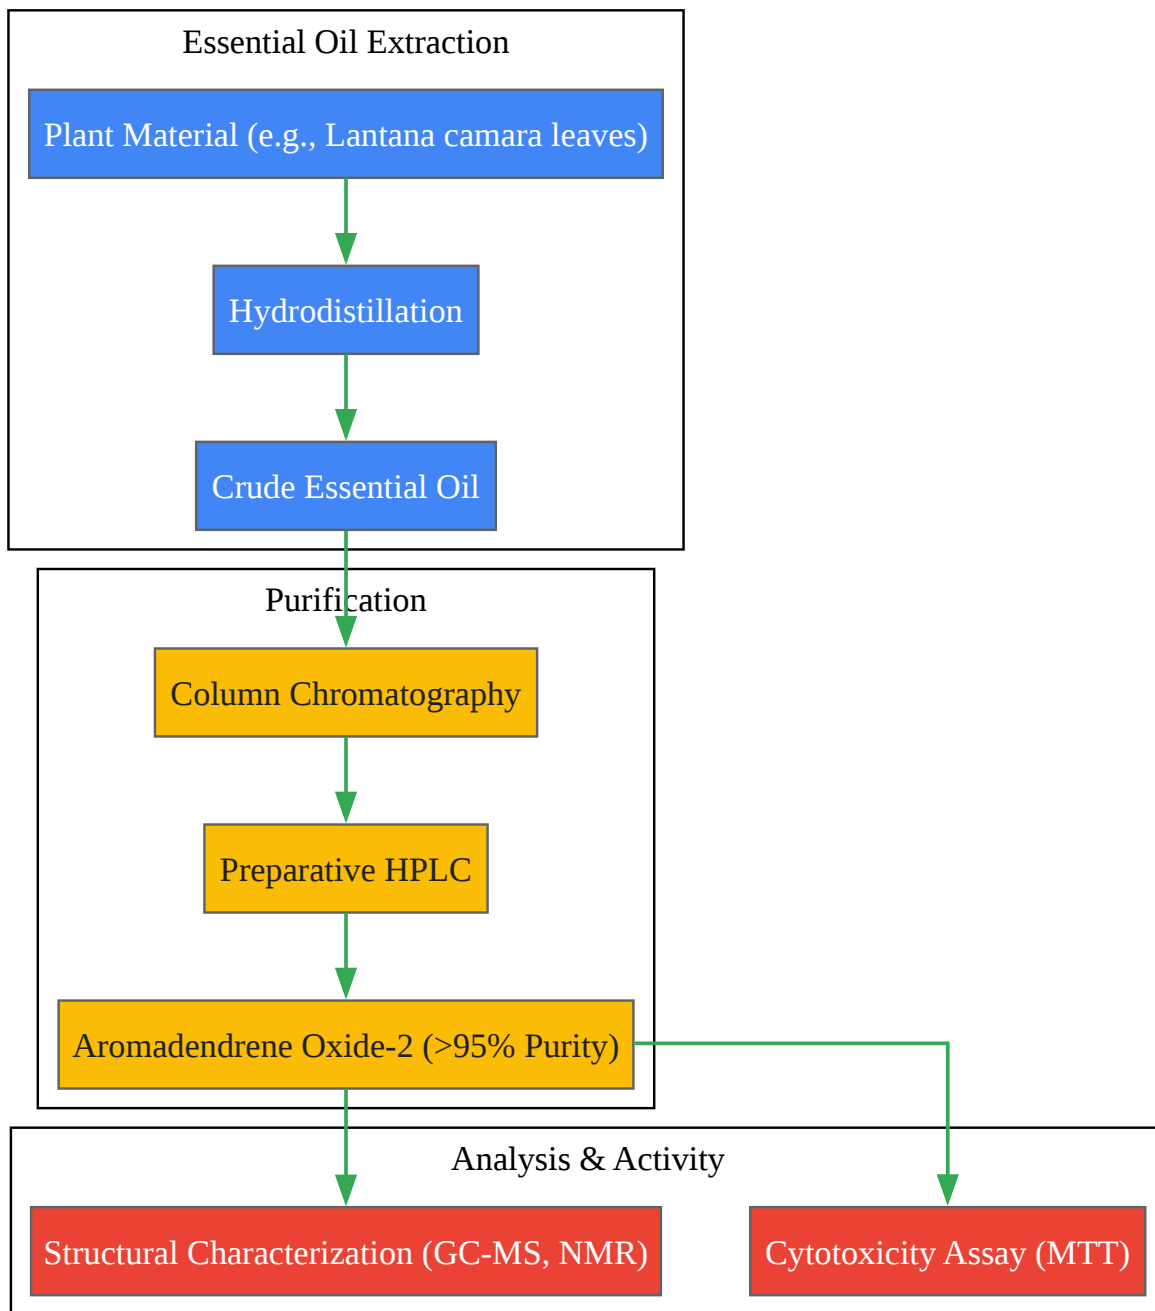 Essential Oil Extraction
Plant Material (e.g., Lantana camara leaves)
Hydrodistillation
Crude Essential Oil
Purification
Column Chromatography
Preparative HPLC
Aromadendrene Oxide-2 (>95% Purity)
Analysis & Activity
Structural Characterization (GC-MS, NMR)
Cytotoxicity Assay (MTT)